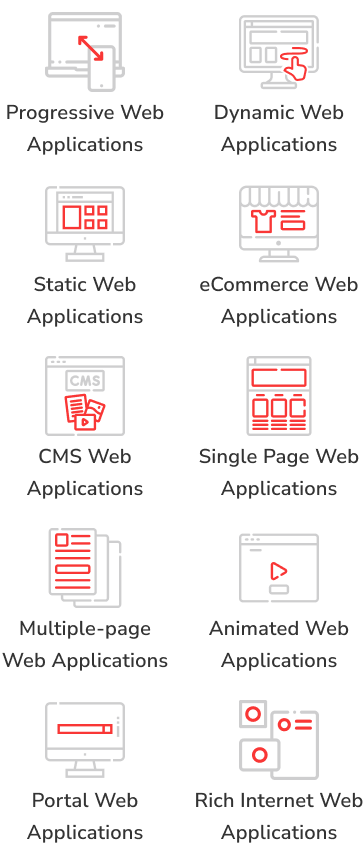 Progressive Web
Applications
Dynamic Web
Applications
Static Web
Applications
eCommerce Web
Applications
CMS
CMS Web
Applications
Single Page Web
Applications
Multiple-page
Web Applications
Animated Web
Applications
Portal Web
Applications
Rich Internet Web
Applications